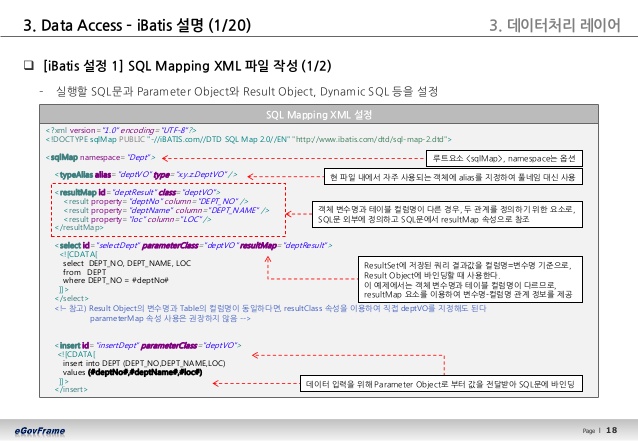 3. Data Access – iBatis 설명 (1/20)
3. 데이터처리 레이어
[iBatis 설정 1] SQL Mapping XML 파일 작성 (1/2)
- 실행할 SQL문과 Parameter Object와 Result Object, Dynamic SQL 등을 설정
SQL Mapping XML 설정
<?xml version="1.0" encoding="UTF-8"?>
<!DOCTYPE sqlMap PUBLIC "-//iBATIS.com//DTD SQL Map 2.0//EN" "http://www.ibatis.com/dtd/sql-map-2.dtd">
<sqlMap namespace="Dept">
루트요소 <sqlMap>, namespace는 옵션
<typeAlias alias="deptVO" type="xy.z.DeptVO" />
현 파일 내에서 자주 사용되는 객체에 alias를 지정하여 풀네임 대신 사용
<resultMap id="deptResult" class="deptVO">
<result property="deptNo" column="DEPT_NO" />
<result property="deptName" column="DEPT_NAME" />
<result property="loc" column="LOC" />
</resultMap>
객체 변수명과 테이블 컬럼명이 다른 경우, 두 관계를 정의하기 위한 요소로,
SQL문 외부에 정의하고 SQL문에서 resultMap 속성으로 참조
<select id="selectDept" parameterClass="deptVO" resultMap="deptResult">
<![CDATA[
select DEPT_NO, DEPT_NAME, LOC
from DEPT
where DEPT_NO = #deptNo#
]]>
</select>
ResultSet에 저장된 쿼리 결과값을 컬럼명=변수명 기준으로,
Result Object에 바인딩할 때 사용한다.
이 예제에서는 객체 변수명과 테이블 컬럼명이 다르므로,
resultMap 요소를 이용하여 변수명-컬럼명 관계 정보를 제공
<!– 참고) Result Object의 변수명과 Table의 컬럼명이 동일하다면, resultClass 속성을 이용하여 직접 deptVO를 지정해도 된다
parameterMap 속성 사용은 권장하지 않음 -->
<insert id="insertDept" parameterClass="deptVO">
<![CDATA[
insert into DEPT (DEPT_NO,DEPT_NAME,LOC)
values (#deptNo#,#deptName#,#loc#)
]]>
</insert>
데이터 입력을 위해 Parameter Object로 부터 값을 전달받아 SQL문에 바인딩
eGovFrame
Page | 18